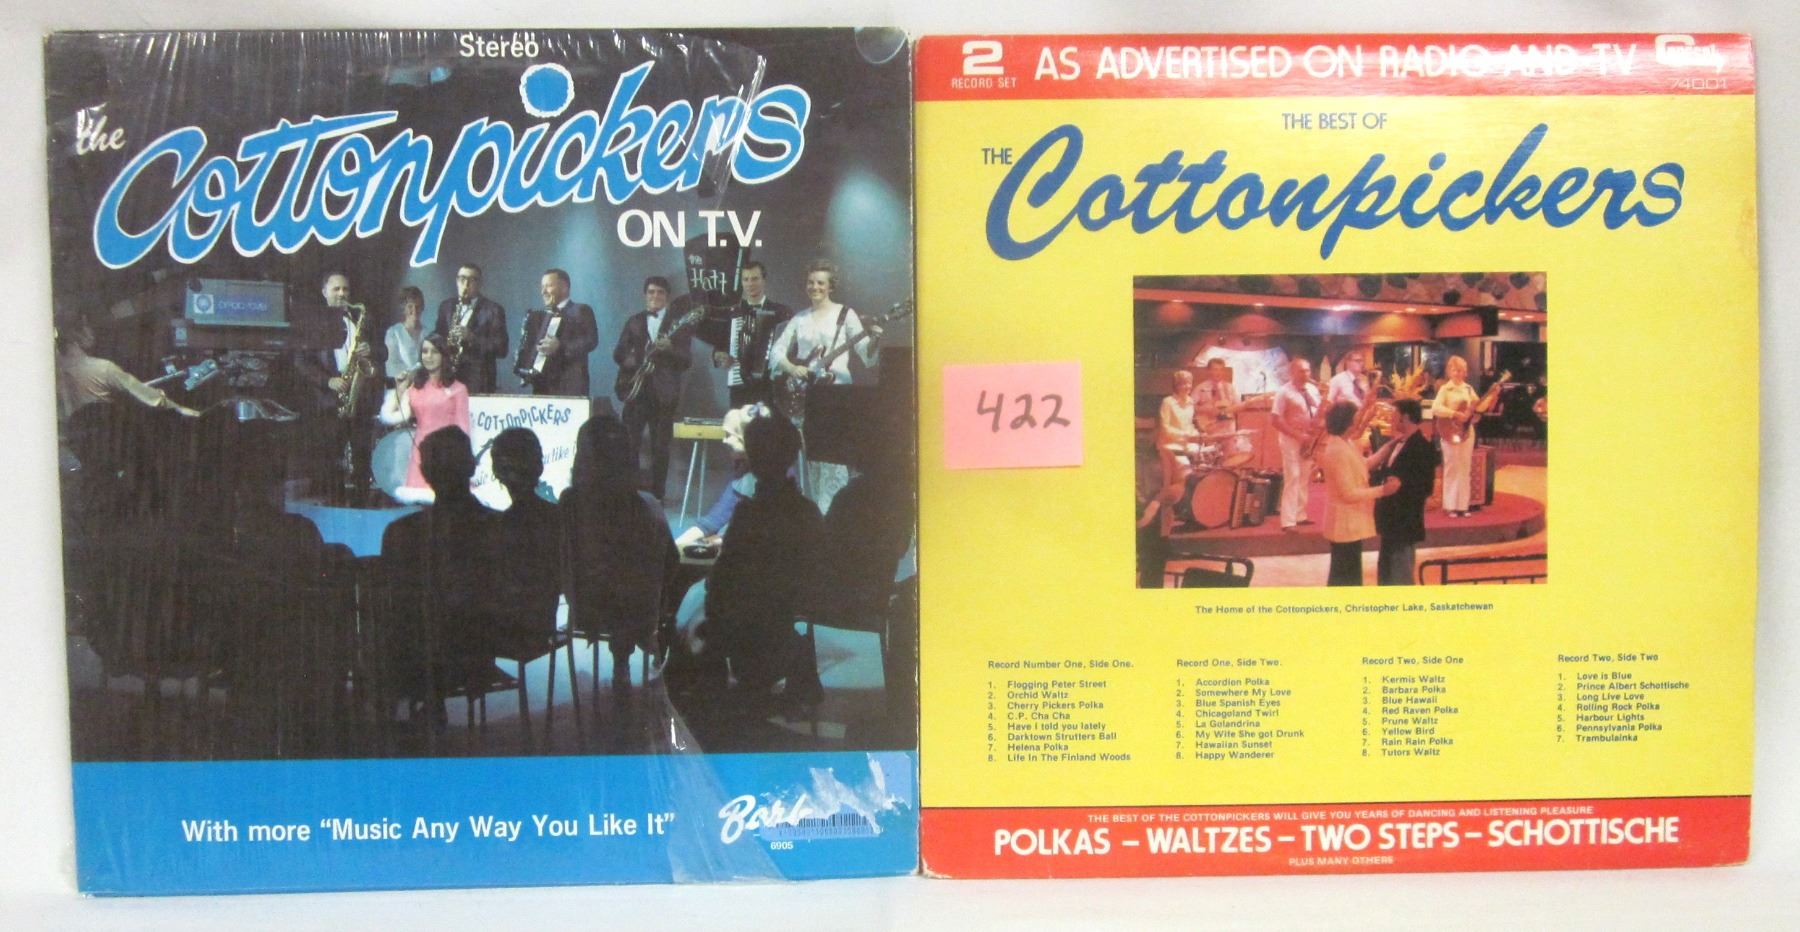 Stereo
the
Cottonpickers
ON T.V.
the
Hatt
COTTONPICKERS
With more "Music Any Way You Like It"
6905
2
RECORD SET
AS ADVERTISED ON RADIO AND TV
74001
THE BEST OF
THE
Cottonpickers
422
The Home of the Cottonpickers, Christopher Lake, Saskatchewan
Record Number One, Side One.
1. Flogging Peter Street
2. Orchid Waltz
3. Cherry Pickers Polka
4. C.P. Cha Cha
5. Have I told you lately
6. Darktown Strutters Ball
7. Helena Polka
8. Life In The Finland Woods
Record One, Side Two.
1. Accordion Polka
2. Somewhere My Love
3. Blue Spanish Eyes
4. Chicagoland Twirl
5. La Golandrina
6. My Wife She got Drunk
7. Hawaiian Sunset
8. Happy Wanderer
Record Two, Side One
1. Kermis Waltz
2. Barbara Polka
3. Blue Hawaii
4. Red Raven Polka
5. Prune Waltz
6. Yellow Bird
7. Rain Rain Polka
8. Tutors Waltz
Record Two, Side Two
1. Love is Blue
2. Prince Albert Schottische
3. Long Live Love
4. Rolling Rock Polka
5. Harbour Lights
6. Pennsylvania Polka
7. Trambulainka
THE BEST OF THE COTTONPICKERS WILL GIVE YOU YEARS OF DANCING AND LISTENING PLEASURE
POLKAS – WALTZES – TWO STEPS – SCHOTTISCHE
PLUS MANY OTHERS